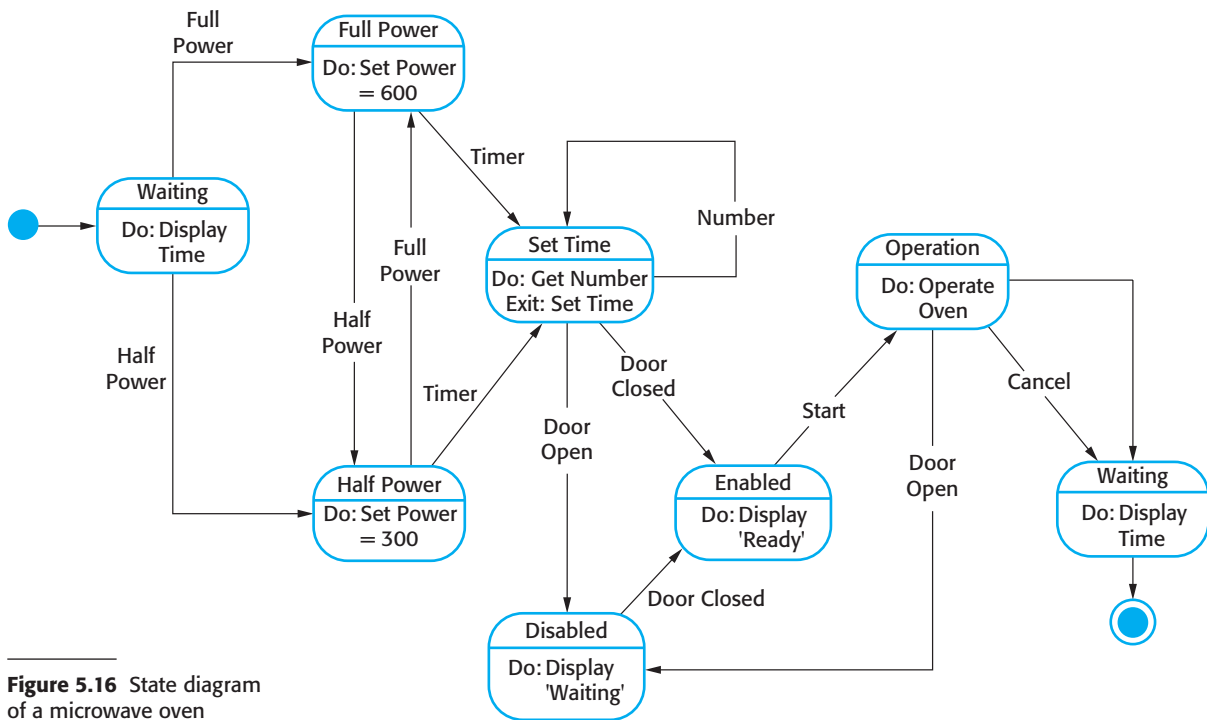 Full
Power
Full Power
Do: Set Power
= 600
Timer
Waiting
Do: Display
Time
Full
Power
Half
Power
Set Time
Do: Get Number
Exit: Set Time
Number
Operation
Do: Operate
Oven
Half
Power
Timer
Door
Closed
Door
Open
Start
Cancel
Door
Open
Half Power
Do: Set Power
= 300
Enabled
Do: Display
'Ready'
Waiting
Do: Display
Time
Door Closed
Disabled
Do: Display
'Waiting'
Figure 5.16 State diagram
of a microwave oven